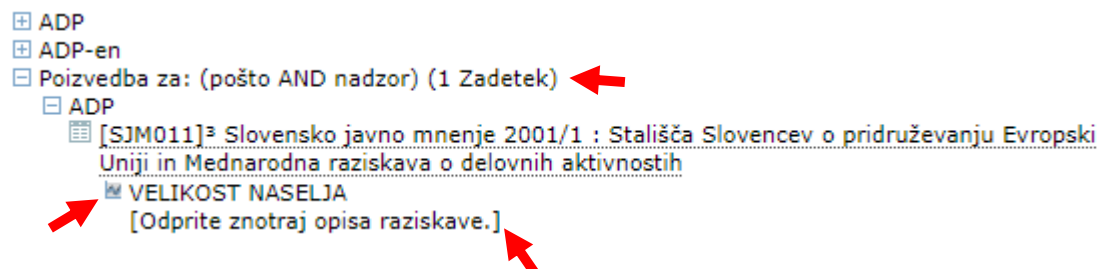 ADP
ADP-en
Poizvedba za: (pošto AND nadzor) (1 Zadetek)
ADP
[SJM011]³ Slovensko javno mnenje 2001/1 : Stališča Slovencev o pridruževanju Evropski
Uniji in Mednarodna raziskava o delovnih aktivnostih
VELIKOST NASELJA
[Odprite znotraj opisa raziskave.]